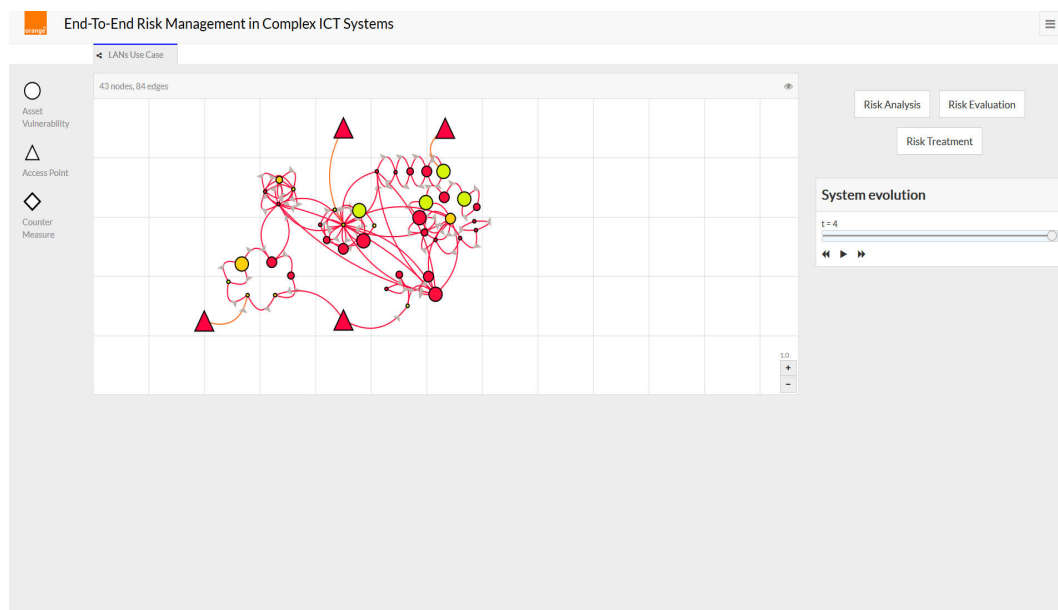 orange
End-To-End Risk Management in Complex ICT Systems
LANs Use Case
43 nodes, 84 edges
Asset
Vulnerability
Access Point
Counter
Measure
Risk Analysis
Risk Evaluation
Risk Treatment
System evolution
t = 4
1.0
+
−